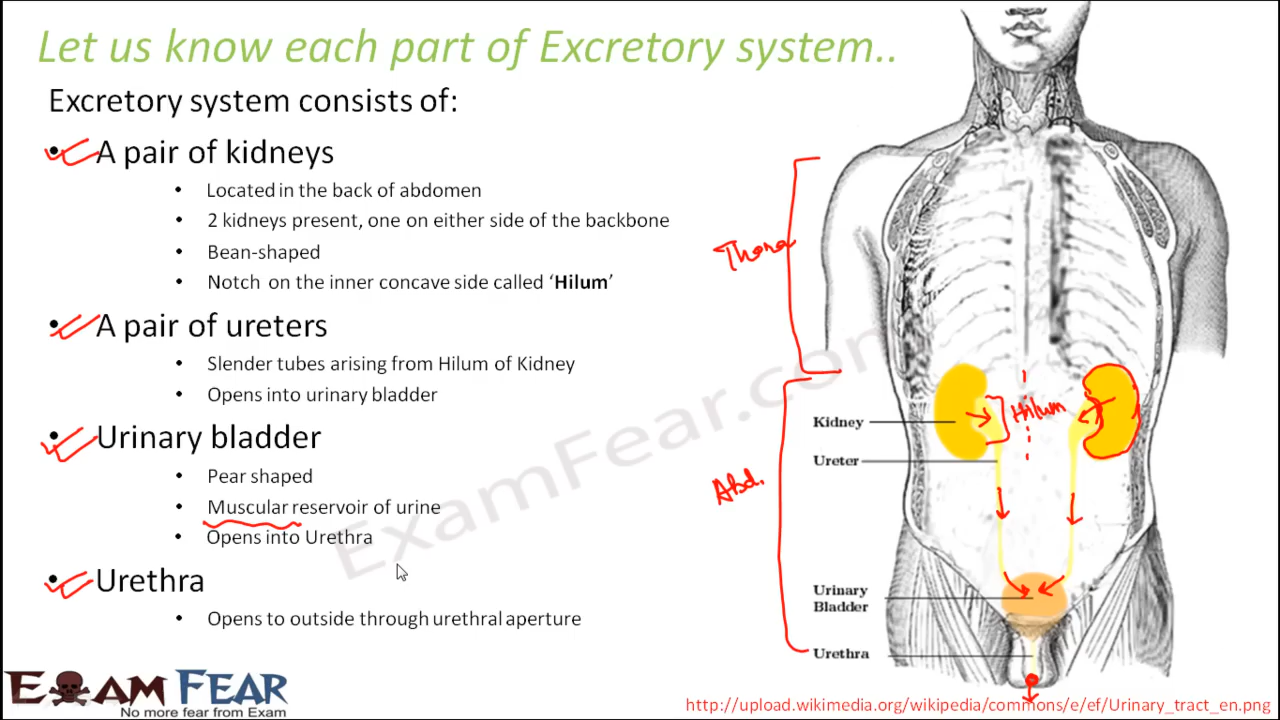 Let us know each part of Excretory system..
Excretory system consists of:
• A pair of kidneys
• Located in the back of abdomen
• 2 kidneys present, one on either side of the backbone
• Bean-shaped
• Notch on the inner concave side called ‘Hilum’
• A pair of ureters
• Slender tubes arising from Hilum of Kidney
• Opens into urinary bladder
• Urinary bladder
• Pear shaped
• Muscular reservoir of urine
• Opens into Urethra
• Urethra
• Opens to outside through urethral aperture
Thora
Abd.
Hilum
Kidney
Ureter
Urinary
Bladder
Urethra
ExamFear.com
EXAM FEAR
No more fear from Exam
http://upload.wikimedia.org/wikipedia/commons/e/ef/Urinary_tract_en.png